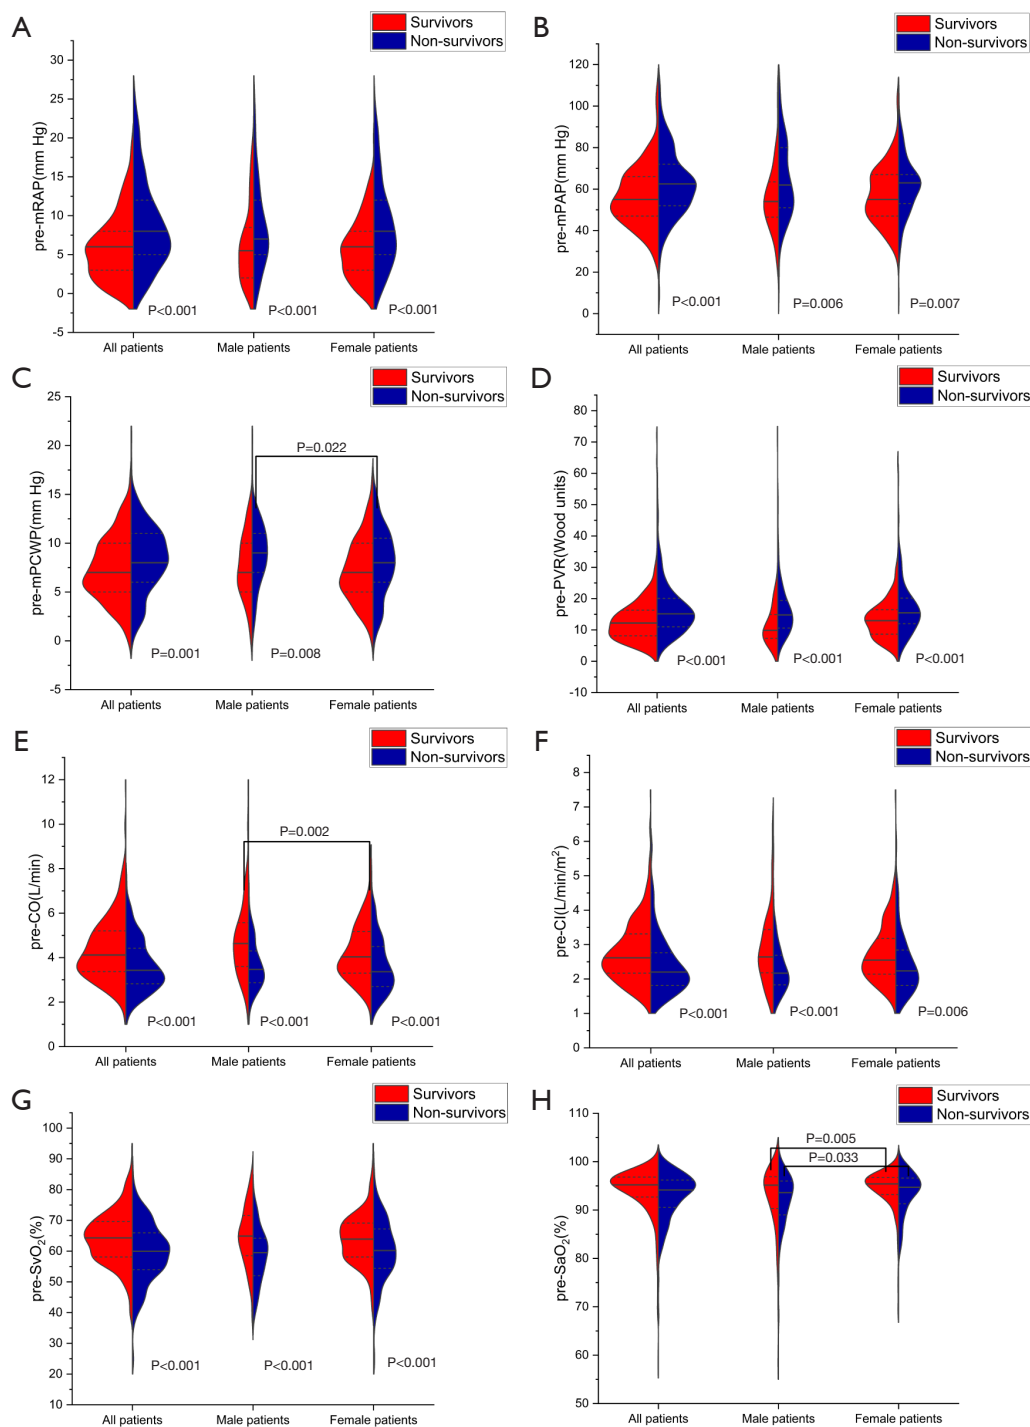 A
Survivors
Non-survivors
pre-mRAP(mm Hg)
30
25
20
15
10
5
0
-5
P<0.001
P<0.001
P<0.001
All patients
Male patients
Female patients
B
Survivors
Non-survivors
pre-mPAP(mm Hg)
120
100
80
60
40
20
0
P<0.001
P=0.006
P=0.007
All patients
Male patients
Female patients
C
Survivors
Non-survivors
pre-mPCWP(mm Hg)
25
20
15
10
5
0
-5
P=0.022
P=0.001
P=0.008
All patients
Male patients
Female patients
D
Survivors
Non-survivors
pre-PVR(Wood units)
80
70
60
50
40
30
20
10
0
-10
P<0.001
P<0.001
P<0.001
All patients
Male patients
Female patients
E
Survivors
Non-survivors
pre-CO(L/min)
12
10
8
6
4
2
0
P=0.002
P<0.001
P<0.001
P<0.001
All patients
Male patients
Female patients
F
Survivors
Non-survivors
pre-CI(L/min/m²)
8
7
6
5
4
3
2
1
0
P<0.001
P<0.001
P=0.006
All patients
Male patients
Female patients
G
Survivors
Non-survivors
pre-SvO₂(%)
100
90
80
70
60
50
40
30
20
10
P<0.001
P<0.001
P<0.001
All patients
Male patients
Female patients
H
Survivors
Non-survivors
pre-SaO₂(%)
110
100
90
80
70
60
50
P=0.005
P=0.033
All patients
Male patients
Female patients